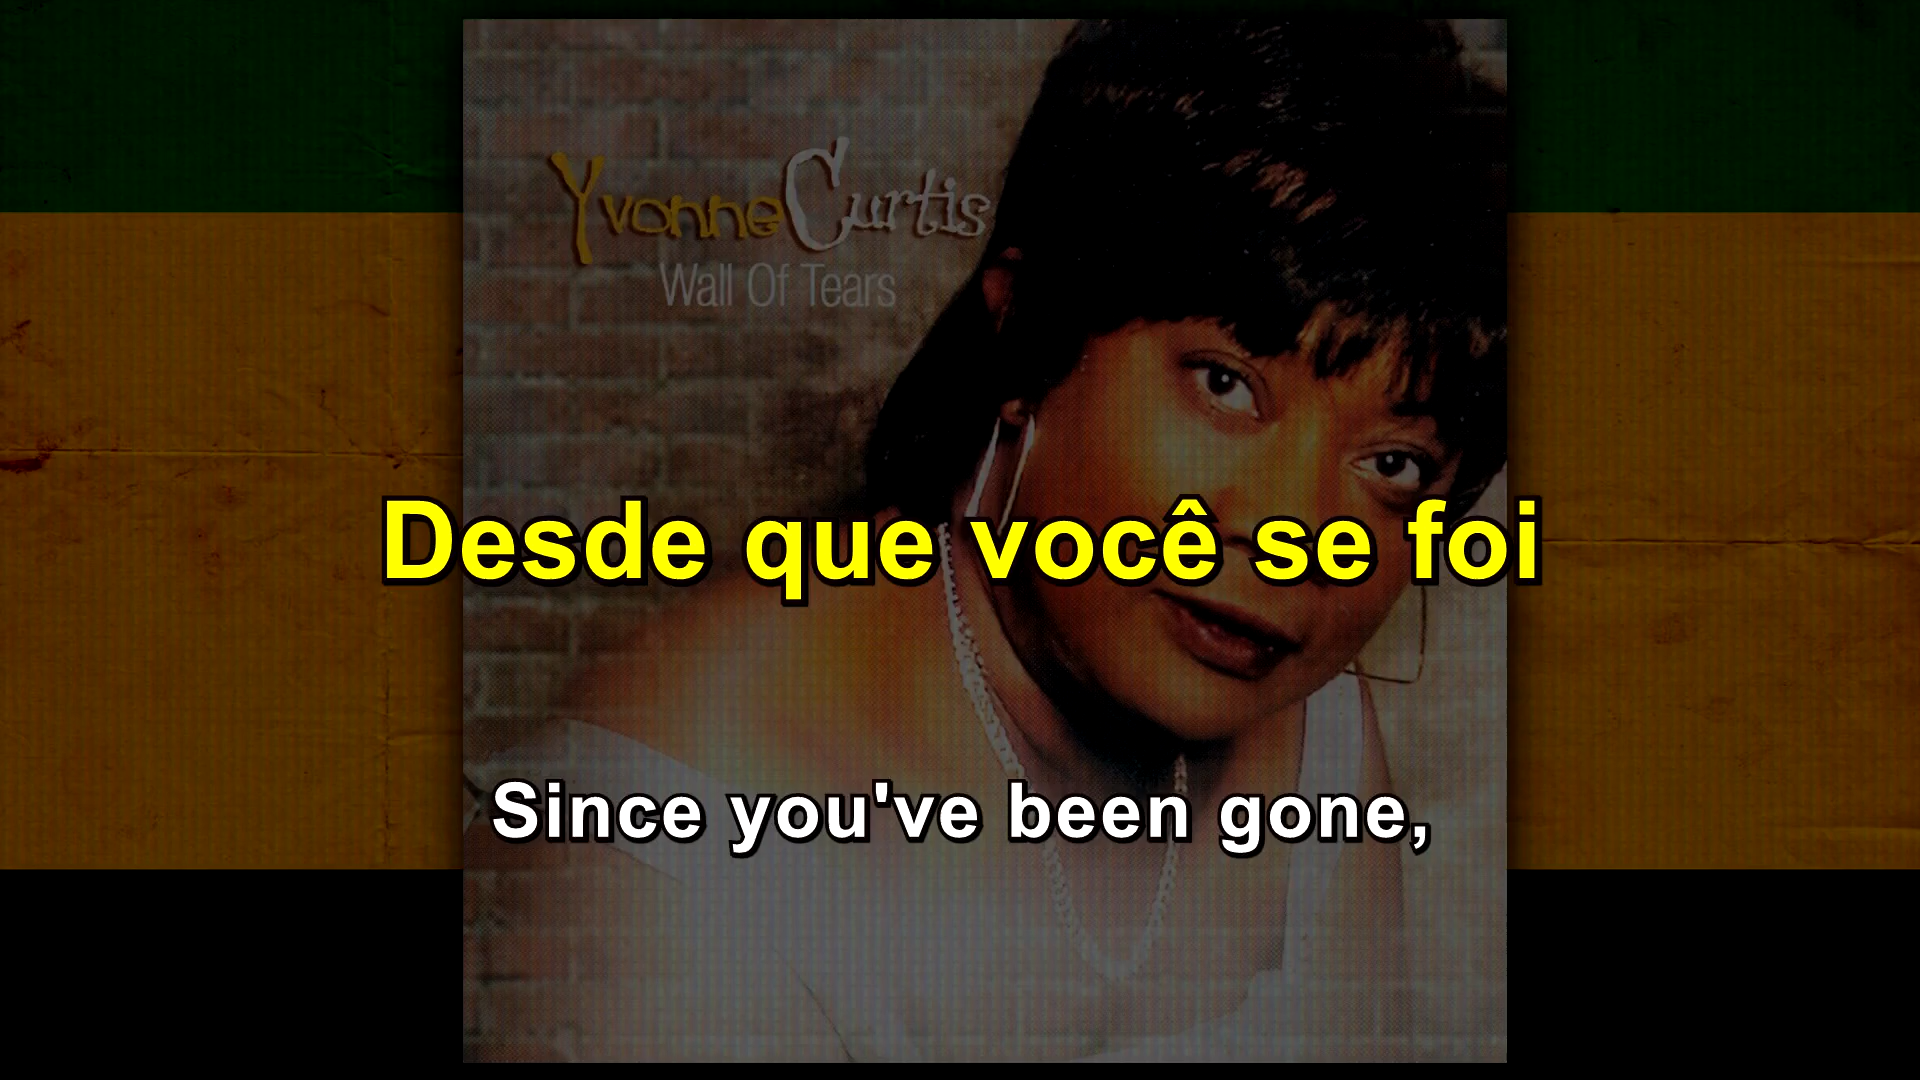 Yvonne Curtis
Wall Of Tears
Desde que você se foi
Since you've been gone,